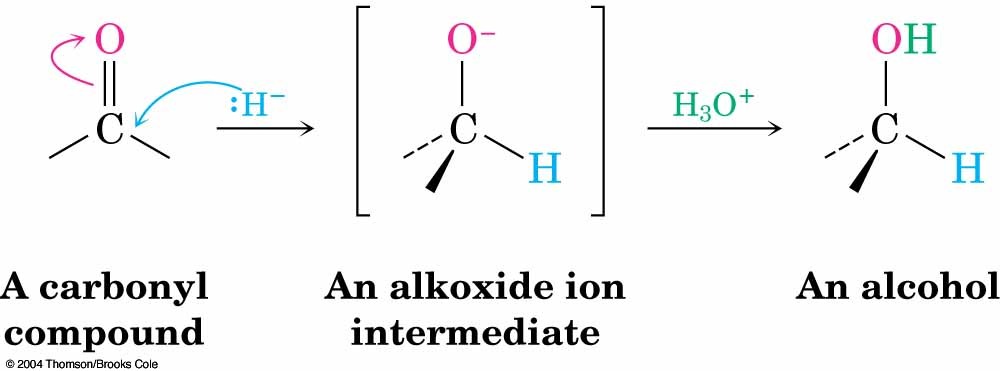 O
C
:H⁻
O⁻
C
H
H₃O⁺
OH
C
H
A carbonyl
compound
An alkoxide ion
intermediate
An alcohol
© 2004 Thomson/Brooks Cole